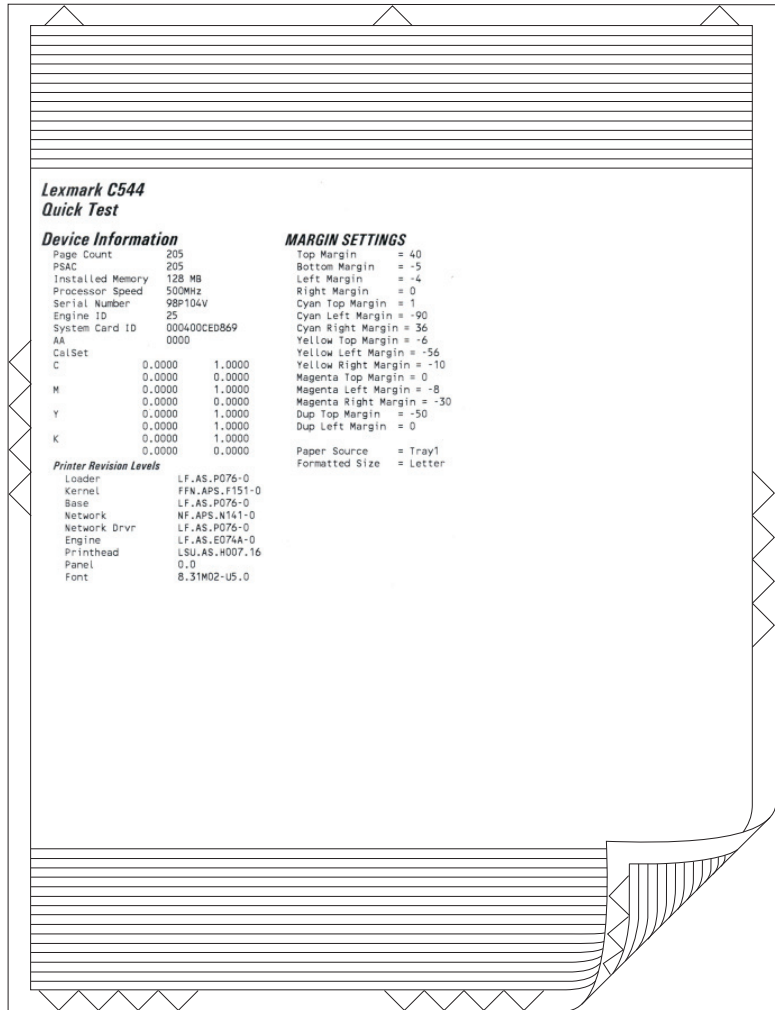 Lexmark C544
Quick Test
Device Information
Page Count 205
PSAC 205
Installed Memory 128 MB
Processor Speed 500MHz
Serial Number 98P104V
Engine ID 25
System Card ID 000400CED869
AA 0000
CalSet
C 0.0000 1.0000
0.0000 0.0000
M 0.0000 1.0000
0.0000 0.0000
Y 0.0000 1.0000
0.0000 0.0000
K 0.0000 1.0000
0.0000 0.0000
Printer Revision Levels
Loader LF.AS.P076-0
Kernel FFN.APS.F151-0
Base LF.AS.P076-0
Network NF.APS.N141-0
Network Drvr LF.AS.P076-0
Engine LF.AS.E074A-0
Printhead LSU.AS.H007.16
Panel 0.0
Font 8.31M02-U5.0
MARGIN SETTINGS
Top Margin = 40
Bottom Margin = -5
Left Margin = -4
Right Margin = 0
Cyan Top Margin = 1
Cyan Left Margin = -90
Cyan Right Margin = 36
Yellow Top Margin = -6
Yellow Left Margin = -56
Yellow Right Margin = -10
Magenta Top Margin = 0
Magenta Left Margin = -8
Magenta Right Margin = -30
Dup Top Margin = -50
Dup Left Margin = 0
Paper Source = Tray1
Formatted Size = Letter